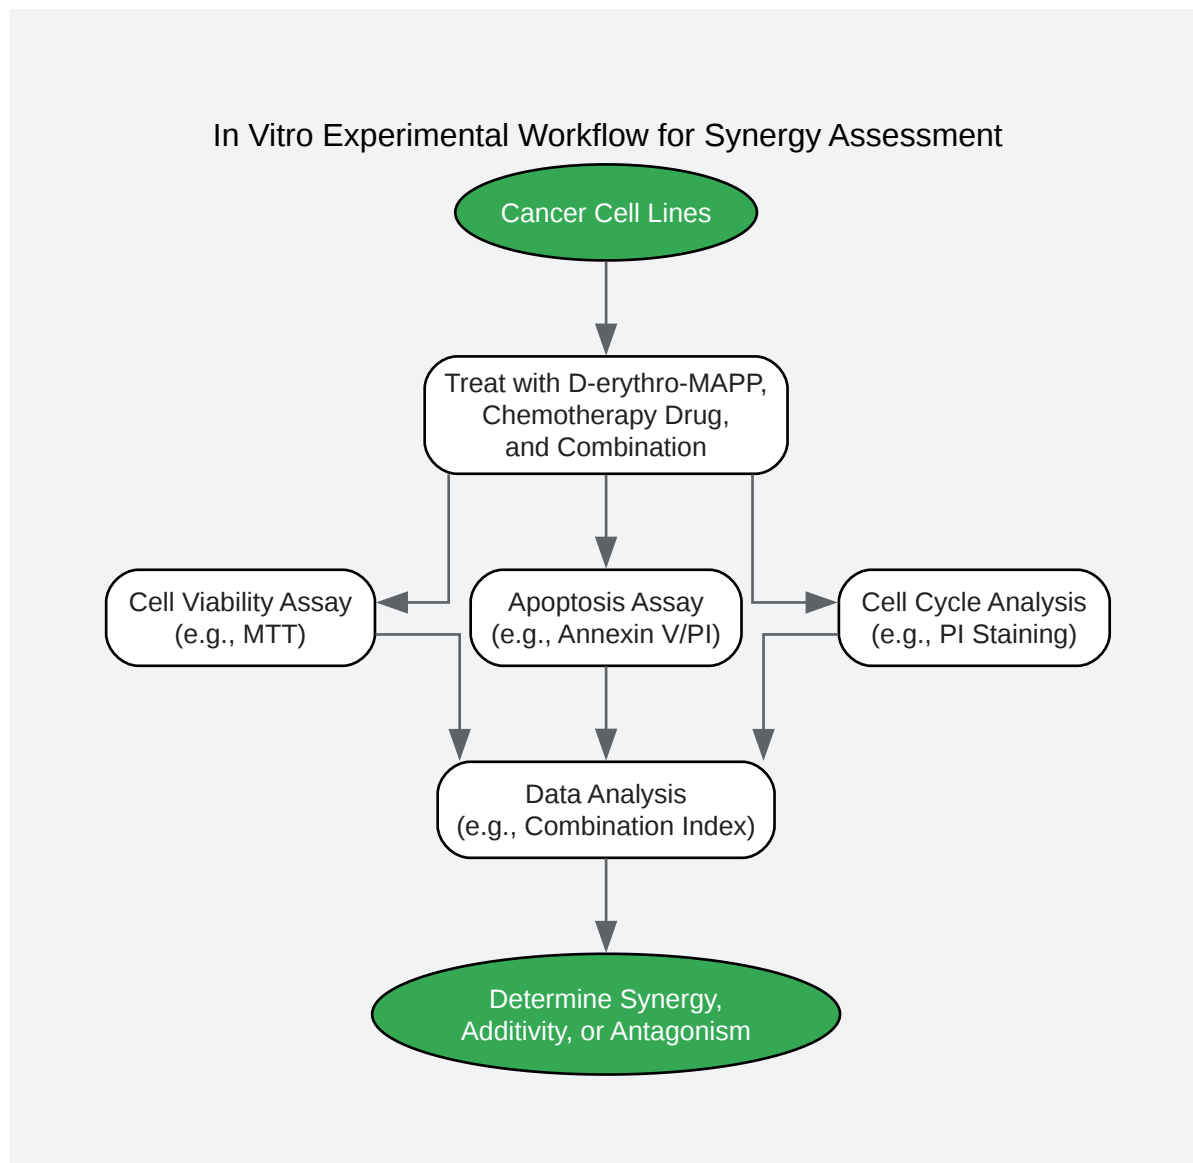 In Vitro Experimental Workflow for Synergy Assessment
Cancer Cell Lines
Treat with D-erythro-MAPP,
Chemotherapy Drug,
and Combination
Cell Viability Assay
(e.g., MTT)
Apoptosis Assay
(e.g., Annexin V/PI)
Cell Cycle Analysis
(e.g., PI Staining)
Data Analysis
(e.g., Combination Index)
Determine Synergy,
Additivity, or Antagonism